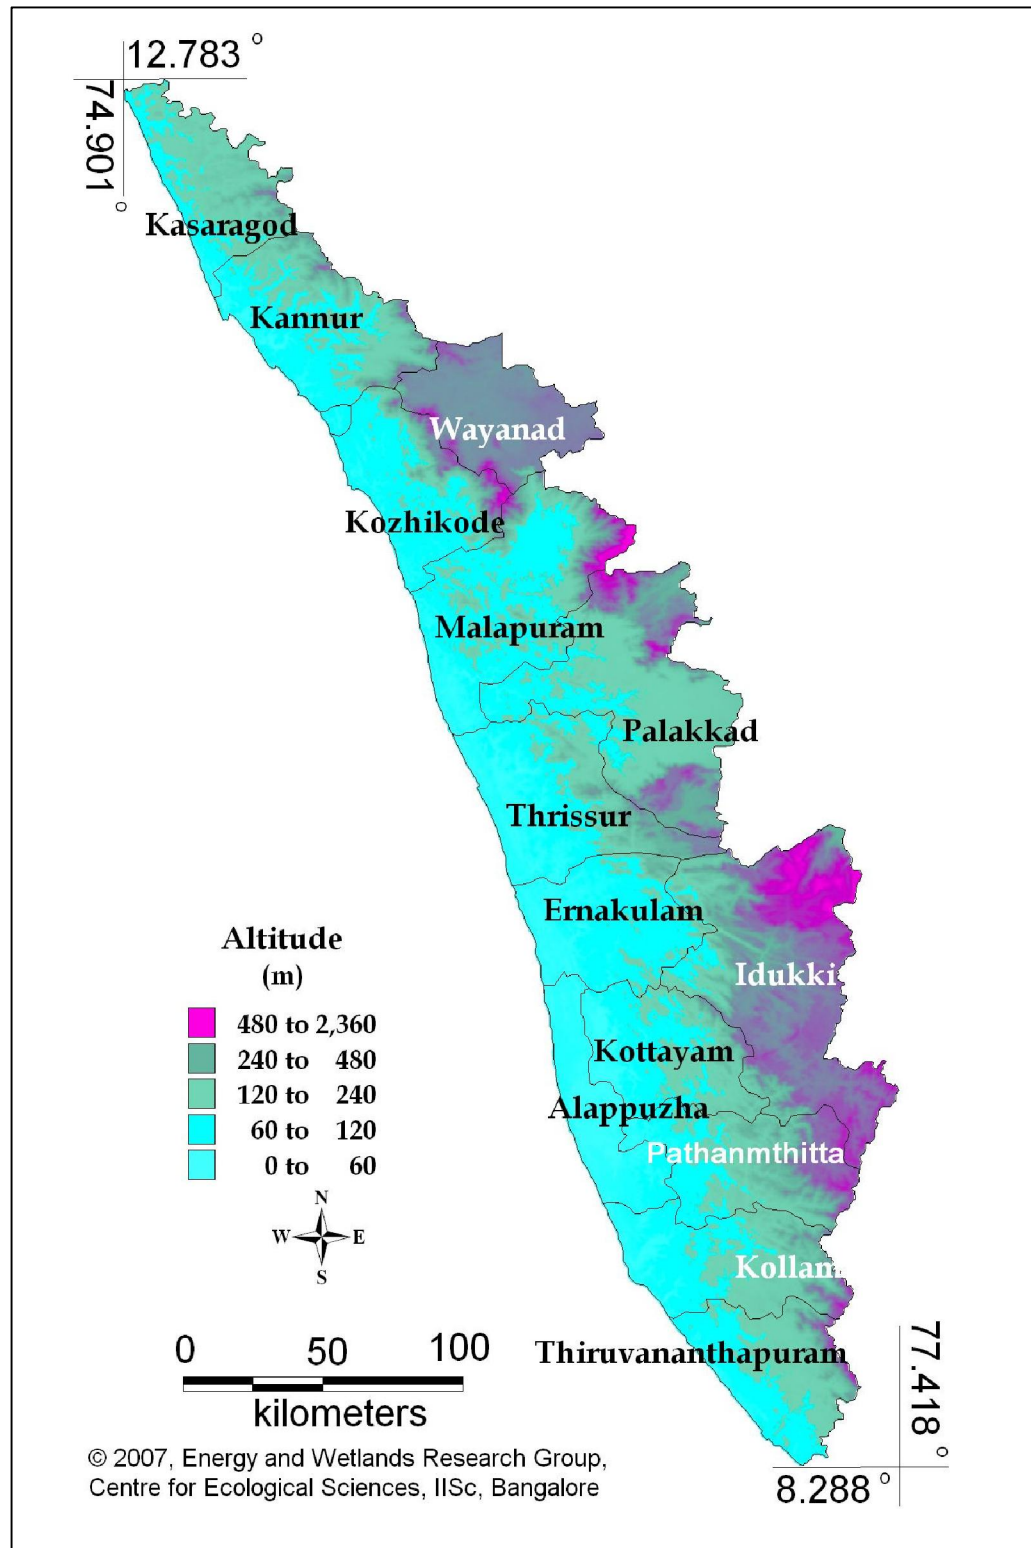 12.783 °
74.901 °
Kasaragod
Kannur
Wayanad
Kozhikode
Malapuram
Palakkad
Thrissur
Ernakulam
Idukki
Kottayam
Alappuzha
Pathanmthitta
Kollam
Thiruvananthapuram
Altitude
(m)
480 to 2,360
240 to 480
120 to 240
60 to 120
0 to 60
N
W E
S
0 50 100
kilometers
77.418 °
8.288 °
© 2007, Energy and Wetlands Research Group,
Centre for Ecological Sciences, IISc, Bangalore